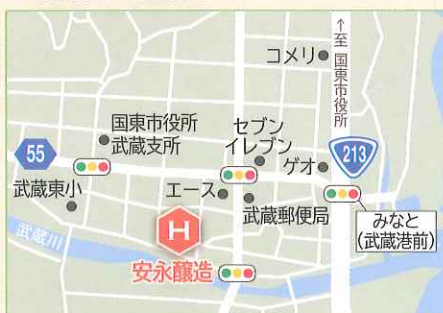 コメリ
↑至 国東市役所
国東市役所
武蔵支所
セブン
イレブン
55
213
ゲオ
武蔵東小
エース
武蔵郵便局
みなと
(武蔵港前)
武蔵川
H
安永醸造